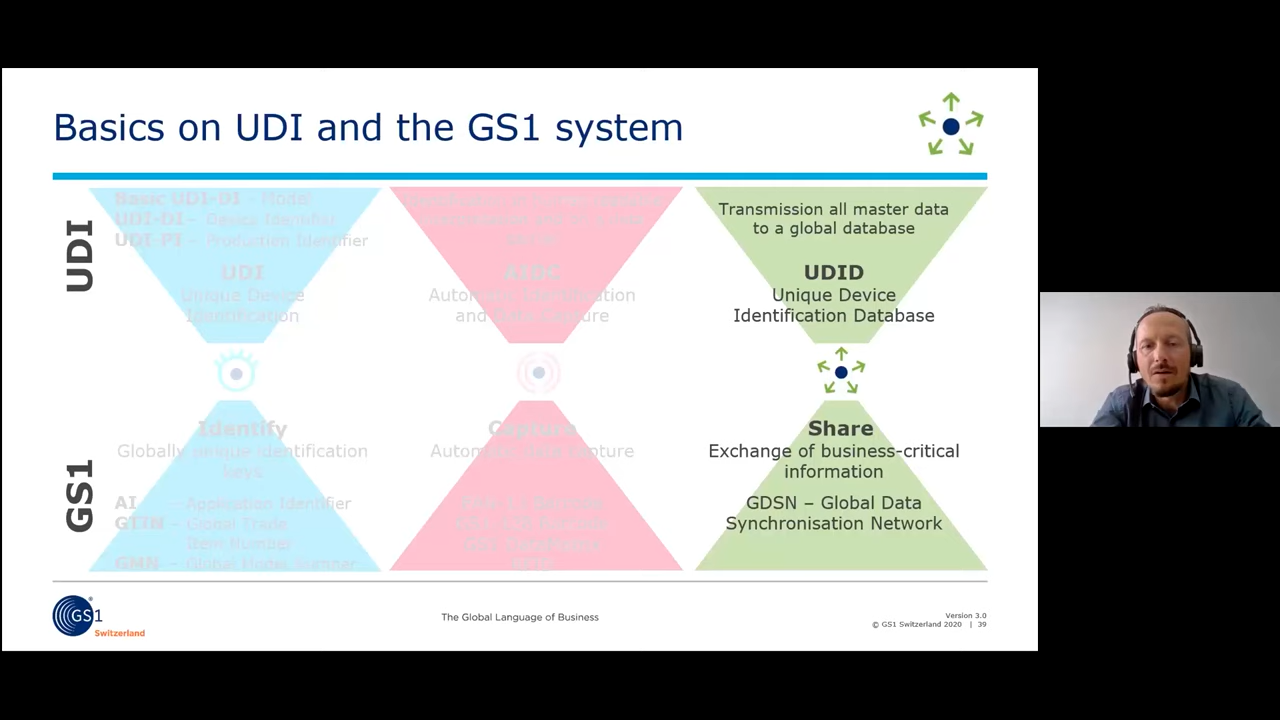 Basics on UDI and the GS1 system
UDI
Basic UDI-DI – Model
UDI-DI – Device Identifier
UDI-PI – Production Identifier
UDI
Unique Device
Identification
AIDC
Automatic Identification
and Data Capture
Transmission all master data
to a global database
UDID
Unique Device
Identification Database
GS1
Identify
Globally unique identification
keys
AI – Application Identifier
GTIN – Global Trade
Item Number
GMN – Global Model Number
Capture
Automatic data capture
Share
Exchange of business-critical
information
GDSN – Global Data
Synchronisation Network
GS1
Switzerland
The Global Language of Business
Version 3.0
© GS1 Switzerland 2020 | 39